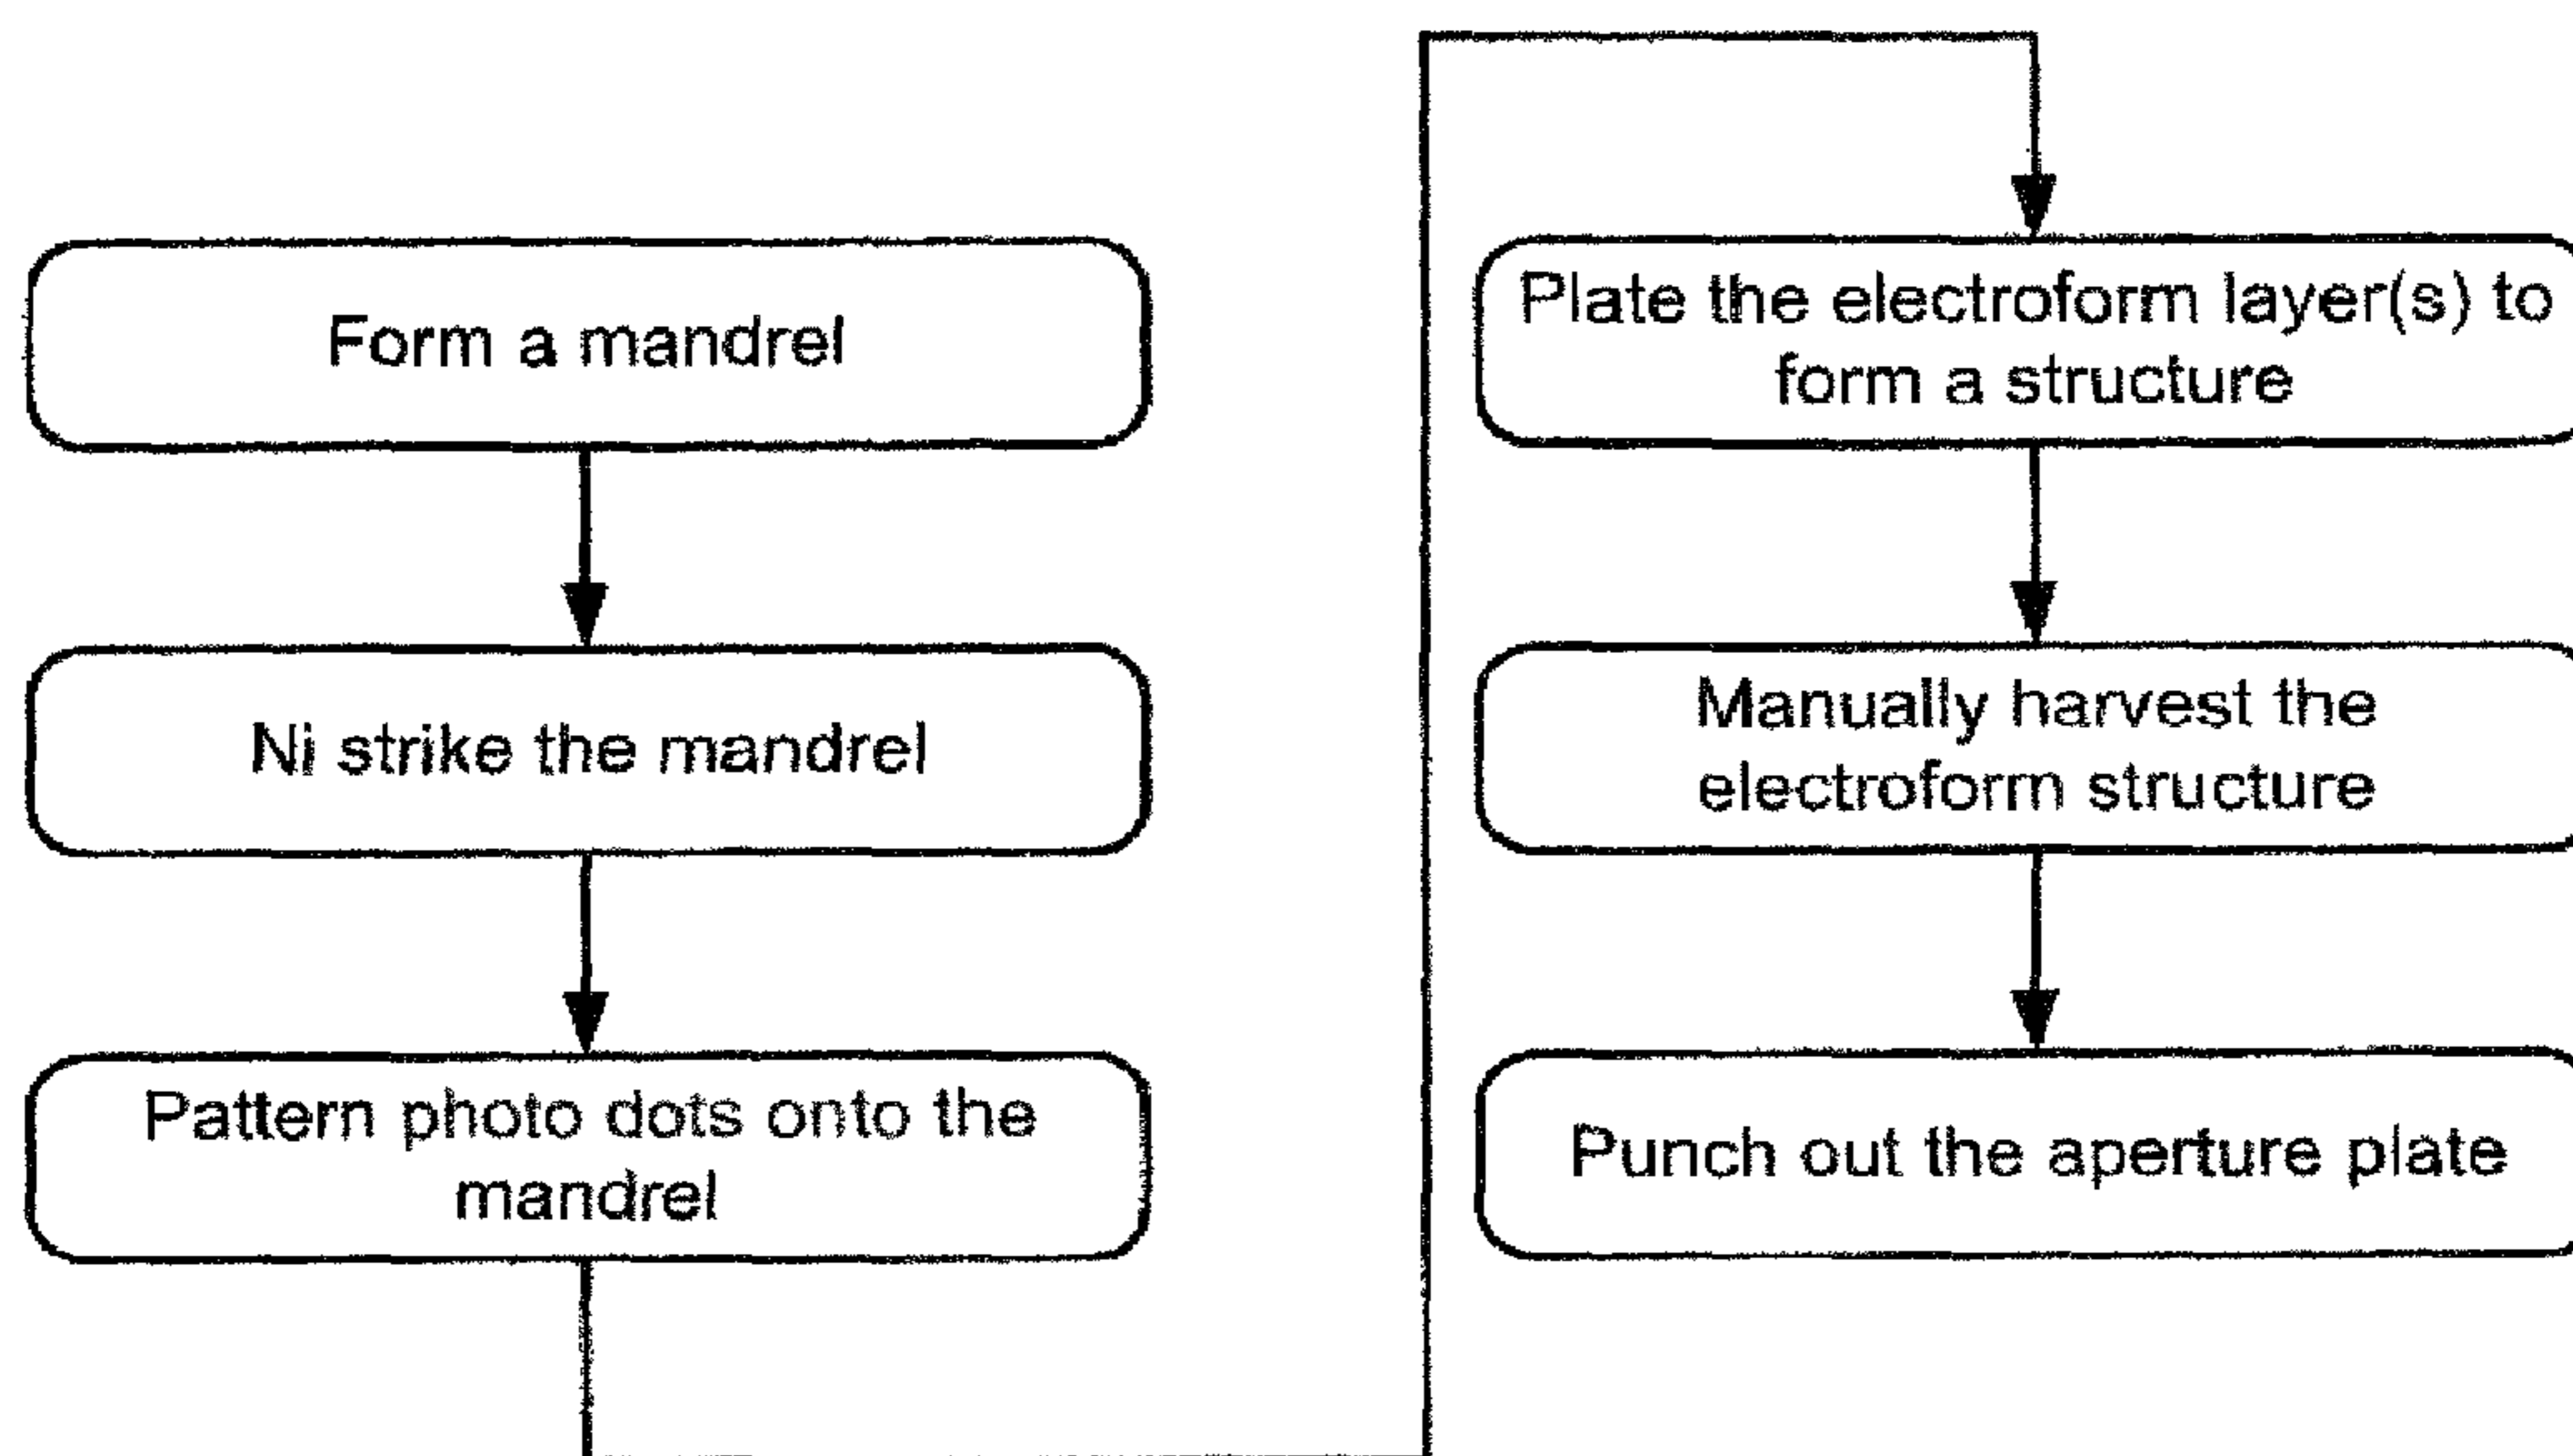 Form a mandrel
Ni strike the mandrel
Pattern photo dots onto the
mandrel
Plate the electroform layer(s) to
form a structure
Manually harvest the
electroform structure
Punch out the aperture plate